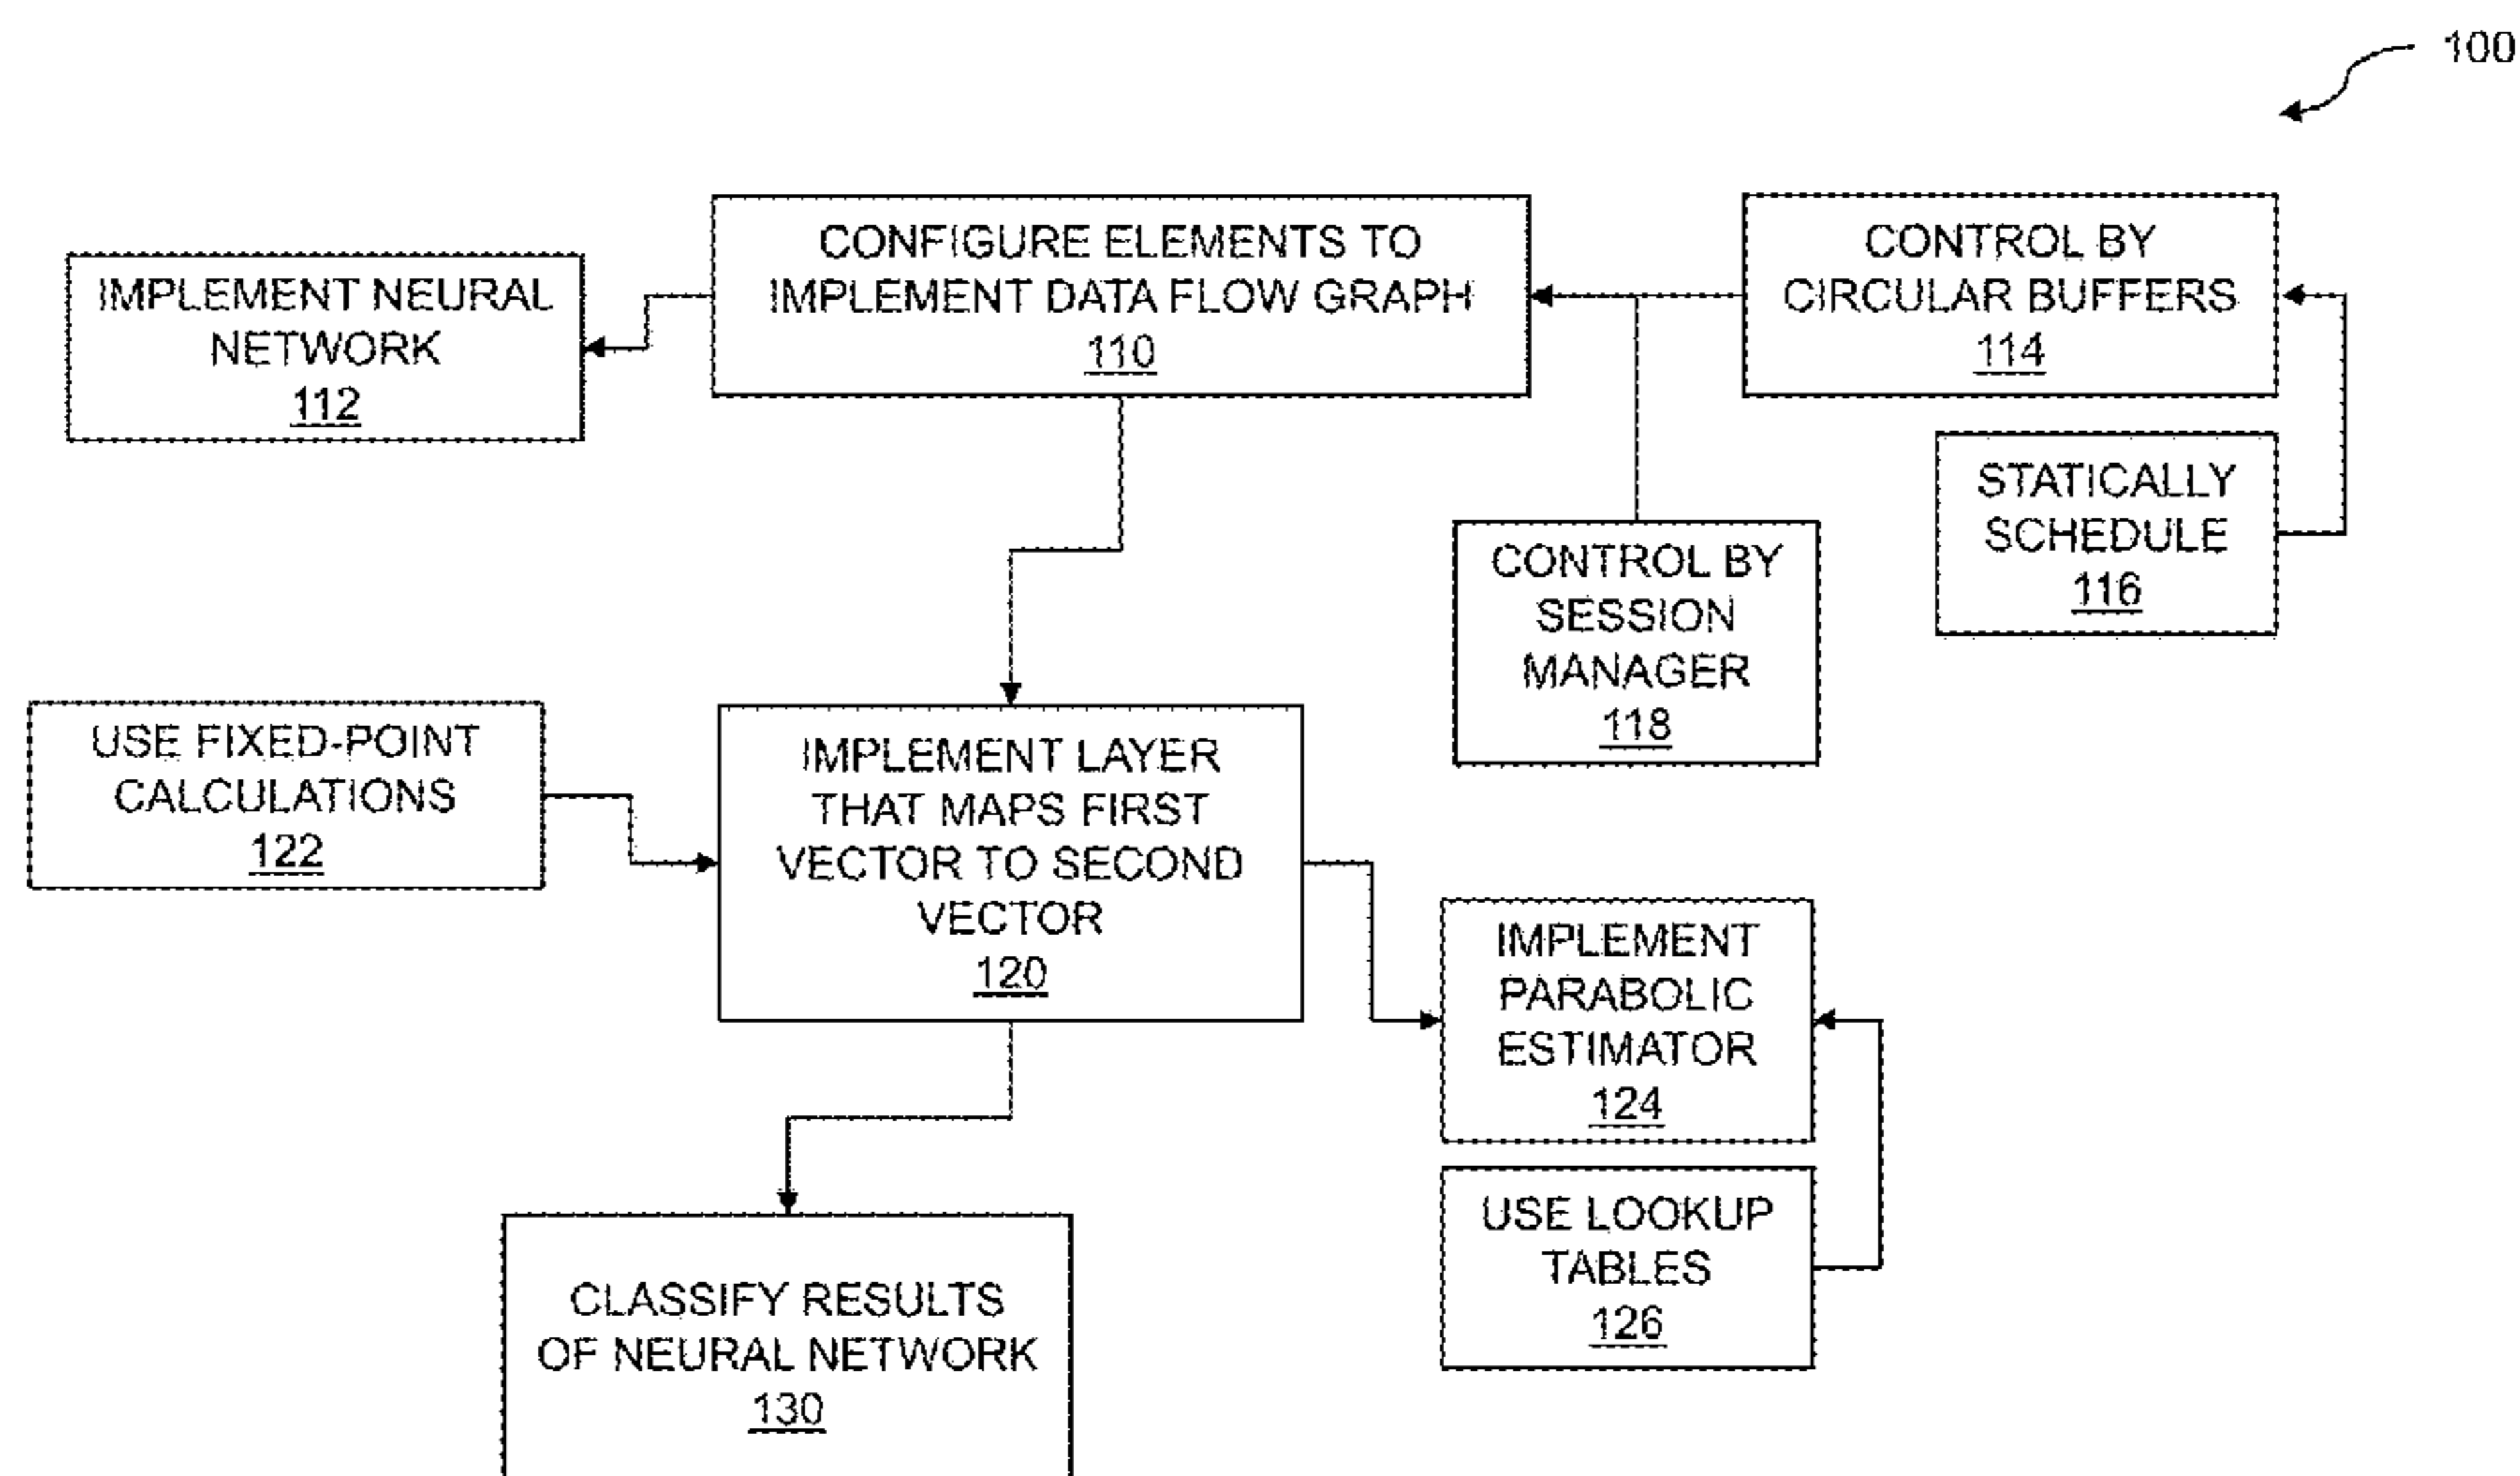 100
CONFIGURE ELEMENTS TO
IMPLEMENT DATA FLOW GRAPH
110
CONTROL BY
CIRCULAR BUFFERS
114
IMPLEMENT NEURAL
NETWORK
112
STATICALLY
SCHEDULE
116
CONTROL BY
SESSION
MANAGER
118
USE FIXED-POINT
CALCULATIONS
122
IMPLEMENT LAYER
THAT MAPS FIRST
VECTOR TO SECOND
VECTOR
120
IMPLEMENT
PARABOLIC
ESTIMATOR
124
USE LOOKUP
TABLES
126
CLASSIFY RESULTS
OF NEURAL NETWORK
130